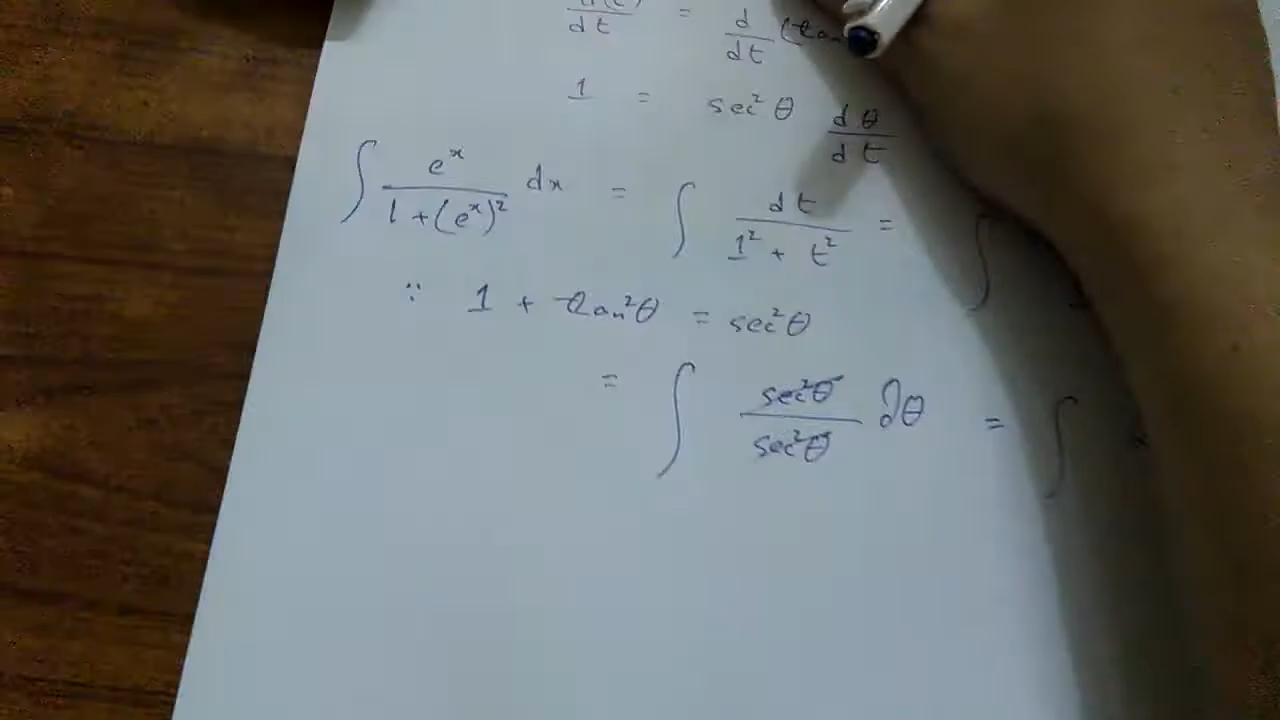 d(t)/dt = d/dt (tan
1 = sec²θ dθ/dt
∫ eˣ/(1+(eˣ)²) dx = ∫ dt/(1² + t²) = ∫
∵ 1 + tan²θ = sec²θ
= ∫ sec²θ/sec²θ dθ = ∫